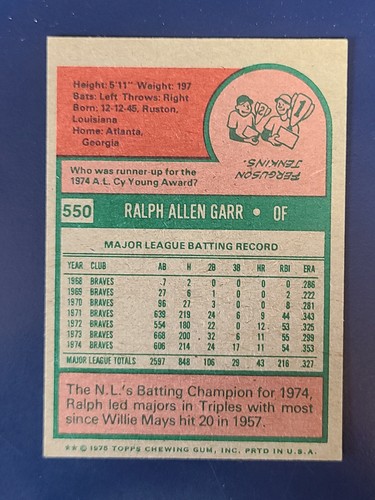 Height: 5'11" Weight: 197
Bats: Left Throws: Right
Born: 12-12-45, Ruston,
Louisiana
Home: Atlanta,
Georgia
Who was runner-up for the
1974 A.L. Cy Young Award?
FERGUSON
JENKINS.
2 1
550 RALPH ALLEN GARR • OF
MAJOR LEAGUE BATTING RECORD
YEAR CLUB AB H 2B 3B HR RBI ERA
1968 BRAVES 7 2 0 0 0 0 .286
1969 BRAVES 27 6 1 0 0 2 .222
1970 BRAVES 96 27 3 0 0 8 .281
1971 BRAVES 639 219 24 6 9 44 .343
1972 BRAVES 554 180 22 0 12 53 .325
1973 BRAVES 668 200 32 6 11 55 .299
1974 BRAVES 606 214 24 17 11 54 .353
MAJOR LEAGUE TOTALS 2597 848 106 29 43 216 .327
The N.L.'s Batting Champion for 1974,
Ralph led majors in Triples with most
since Willie Mays hit 20 in 1957.
© 1975 TOPPS CHEWING GUM, INC. PRTD IN U.S.A.